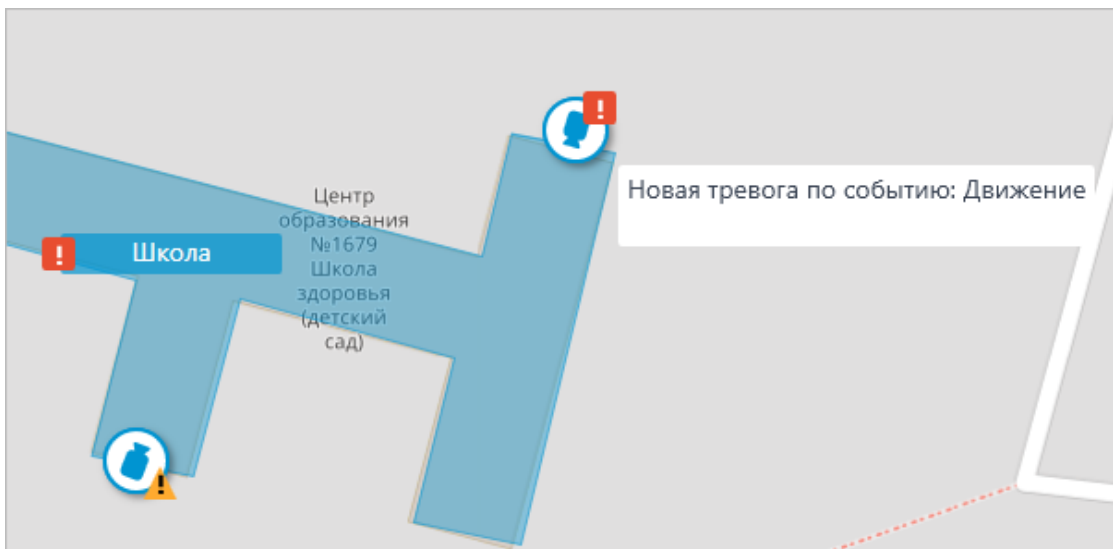 Новая тревога по событию: Движение
Центр
образования
№1679
Школа
здоровья
(детский
сад)
Школа